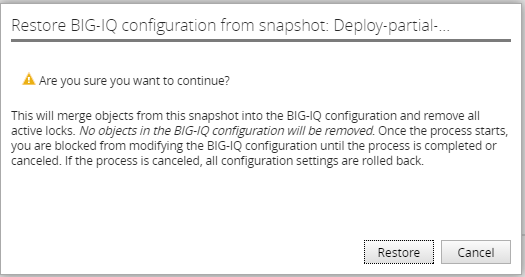 Restore BIG-IQ configuration from snapshot: Deploy-partial-...
Are you sure you want to continue?
This will merge objects from this snapshot into the BIG-IQ configuration and remove all
active locks. No objects in the BIG-IQ configuration will be removed. Once the process starts,
you are blocked from modifying the BIG-IQ configuration until the process is completed or
canceled. If the process is canceled, all configuration settings are rolled back.
Restore
Cancel